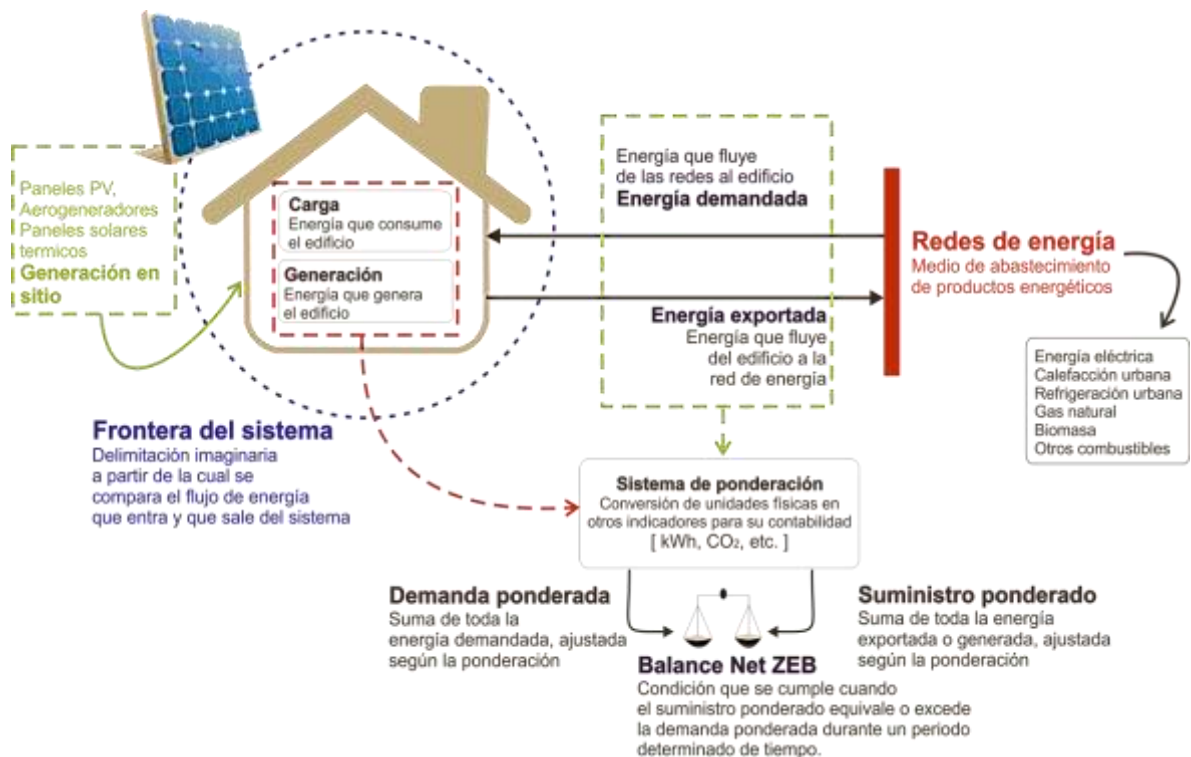 Paneles PV,
Aerogeneradores
Paneles solares
termicos
Generación en
sitio
Carga
Energía que consume
el edificio
Generación
Energía que genera
el edificio
Energía que fluye
de las redes al edificio
Energía demandada
Energía exportada
Energía que fluye
del edificio a la
red de energía
Redes de energía
Medio de abastecimiento
de productos energéticos
Energía eléctrica
Calefacción urbana
Refrigeración urbana
Gas natural
Biomasa
Otros combustibles
Frontera del sistema
Delimitación imaginaria
a partir de la cual se
compara el flujo de energía
que entra y que sale del sistema
Sistema de ponderación
Conversión de unidades físicas en
otros indicadores para su contabilidad
[ kWh, CO₂, etc. ]
Demanda ponderada
Suma de toda la
energía demandada, ajustada
según la ponderación
Suministro ponderado
Suma de toda la energía
exportada o generada, ajustada
según la ponderación
Balance Net ZEB
Condición que se cumple cuando
el suministro ponderado equivale o excede
la demanda ponderada durante un periodo
determinado de tiempo.